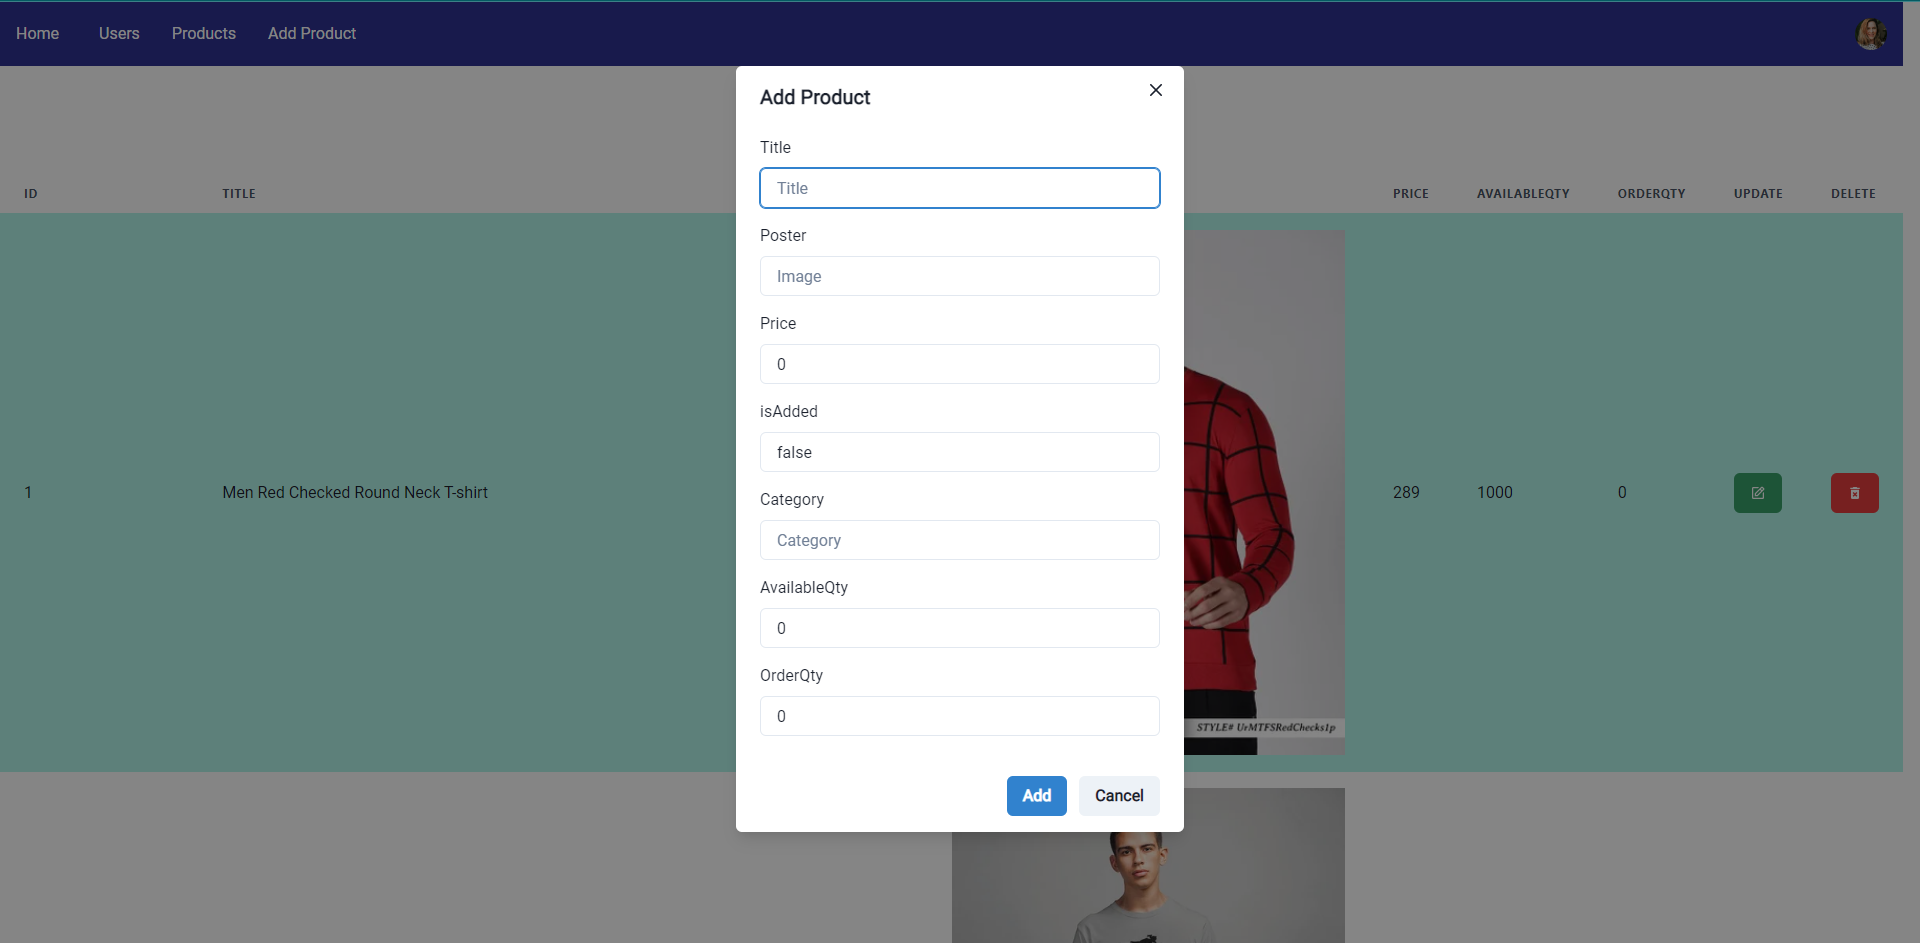 Home Users Products Add Product
Add Product
Title
Title
Poster
Image
Price
0
isAdded
false
Category
Category
AvailableQty
0
OrderQty
0
Add Cancel
ID TITLE PRICE AVAILABLEQTY ORDERQTY UPDATE DELETE
1 Men Red Checked Round Neck T-shirt 289 1000 0
STYLE# UrMTFSRedChecks1p